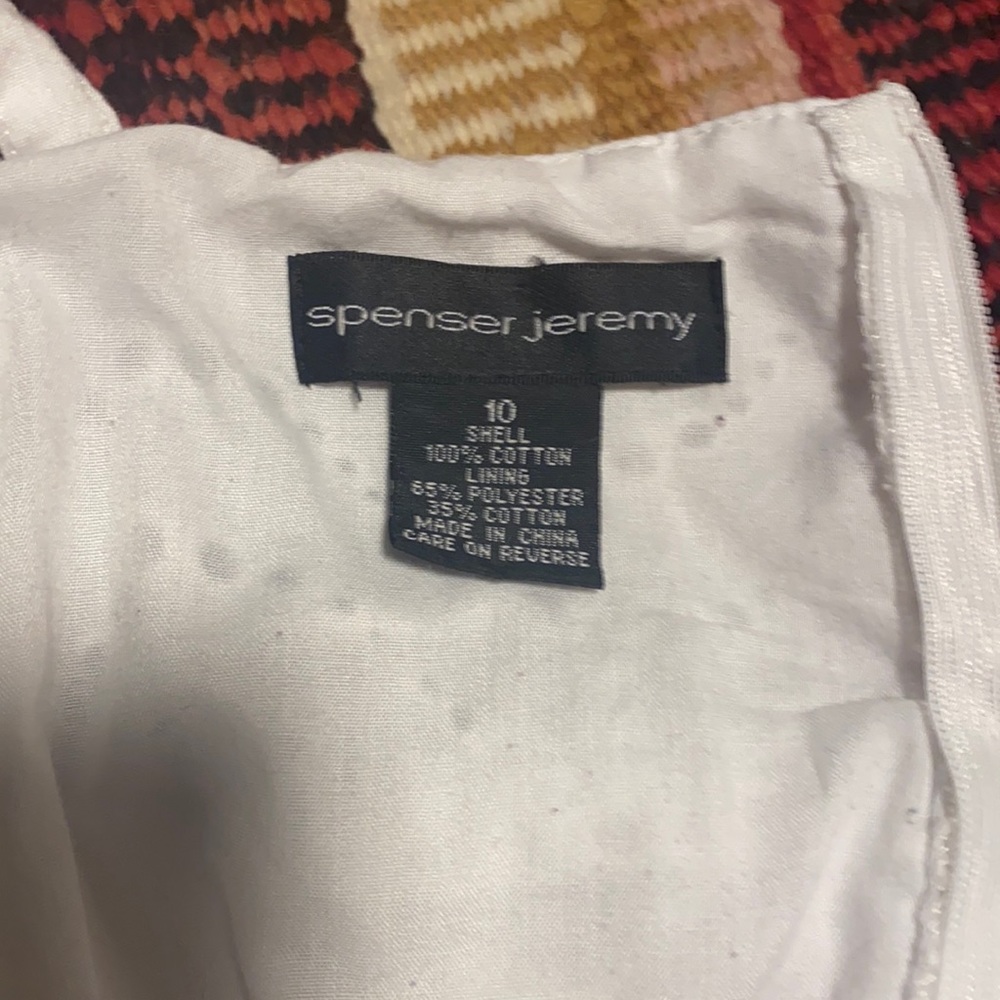 spenser jeremy
10
SHELL
100% COTTON
LINING
65% POLYESTER
35% COTTON
MADE IN CHINA
CARE ON REVERSE